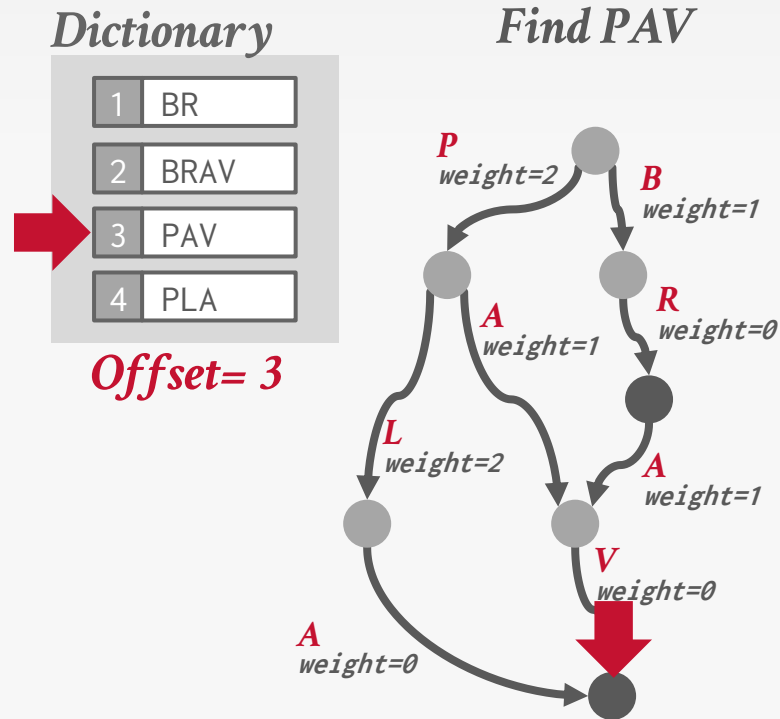 Dictionary
1 BR
2 BRAV
3 PAV
4 PLA
Offset= 3
Find PAV
P
weight=2
B
weight=1
R
weight=0
A
weight=1
L
weight=2
A
weight=1
V
weight=0
A
weight=0